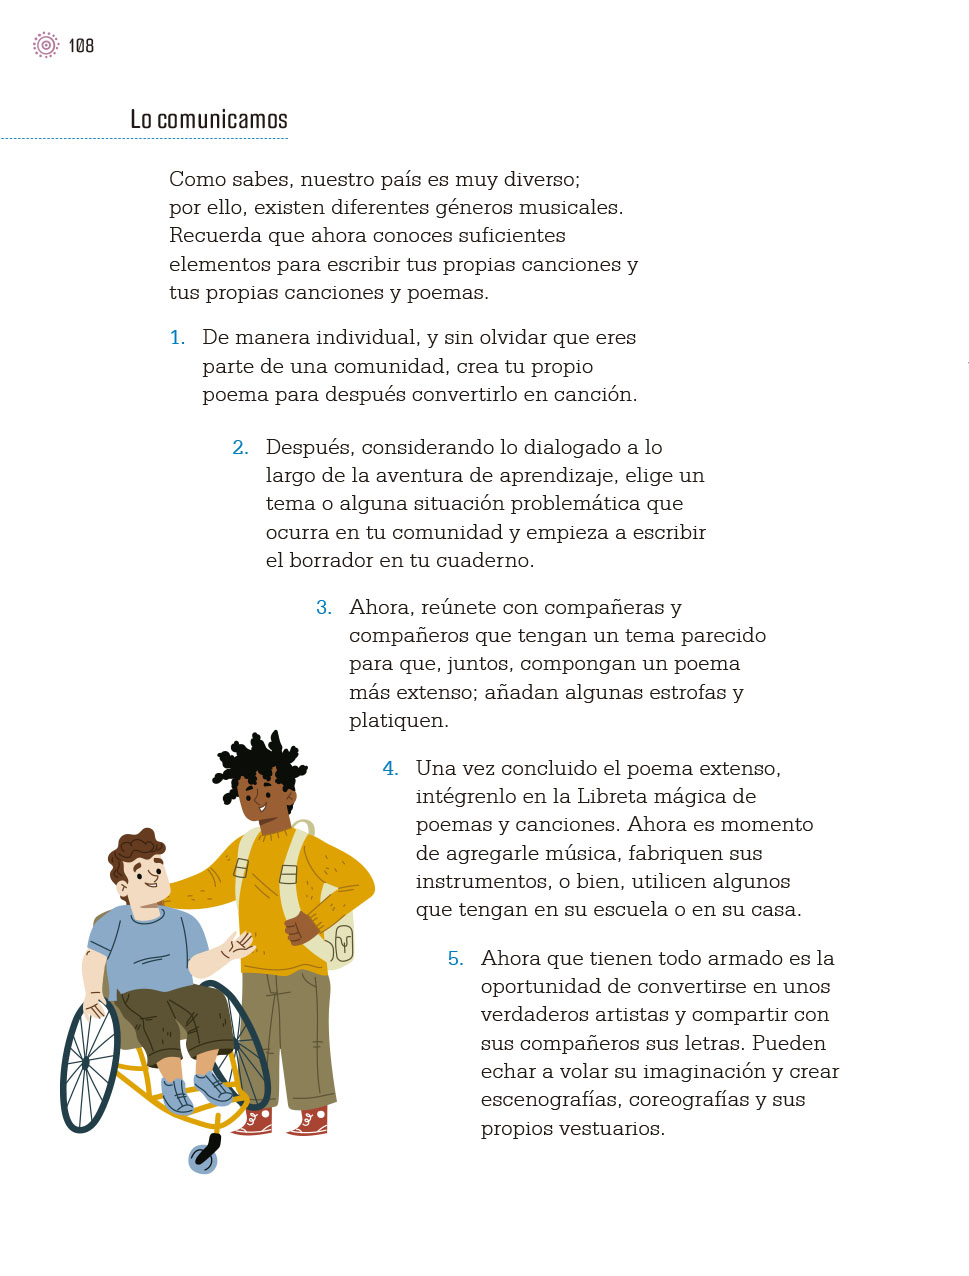 108
Lo comunicamos
Como sabes, nuestro país es muy diverso;
por ello, existen diferentes géneros musicales.
Recuerda que ahora conoces suficientes
elementos para escribir tus propias canciones y
tus propias canciones y poemas.
1. De manera individual, y sin olvidar que eres
parte de una comunidad, crea tu propio
poema para después convertirlo en canción.
2. Después, considerando lo dialogado a lo
largo de la aventura de aprendizaje, elige un
tema o alguna situación problemática que
ocurra en tu comunidad y empieza a escribir
el borrador en tu cuaderno.
3. Ahora, reúnete con compañeras y
compañeros que tengan un tema parecido
para que, juntos, compongan un poema
más extenso; añadan algunas estrofas y
platiquen.
4. Una vez concluido el poema extenso,
intégrenlo en la Libreta mágica de
poemas y canciones. Ahora es momento
de agregarle música, fabriquen sus
instrumentos, o bien, utilicen algunos
que tengan en su escuela o en su casa.
5. Ahora que tienen todo armado es la
oportunidad de convertirse en unos
verdaderos artistas y compartir con
sus compañeros sus letras. Pueden
echar a volar su imaginación y crear
escenografías, coreografías y sus
propios vestuarios.